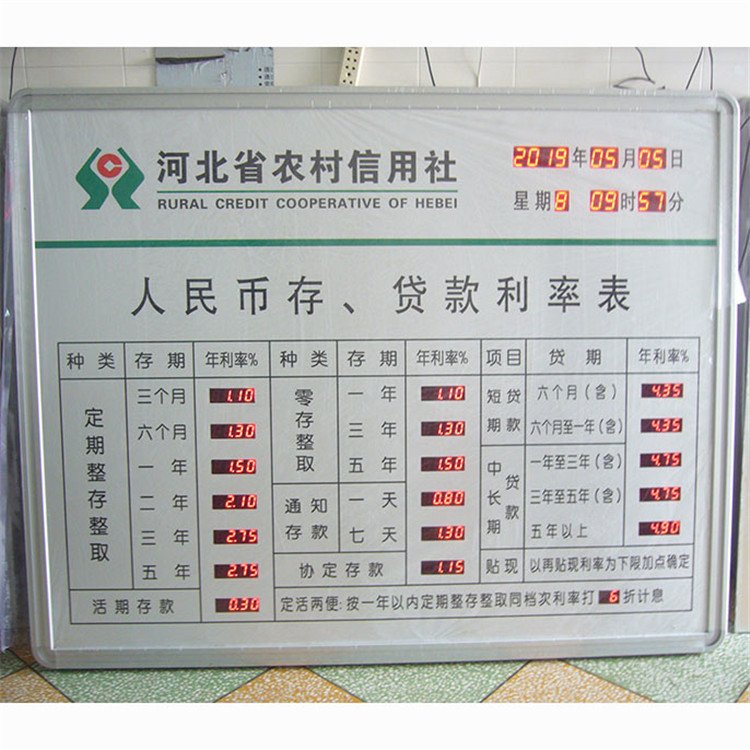 河北省农村信用社
RURAL CREDIT COOPERATIVE OF HEBEI
2019年05月05日
星期8 09时57分
人民币存、贷款利率表
种类 存期 年利率% 种类 存期 年利率% 项目 贷期 年利率%
定期整存整取 三个月 1.10 零存整取 一年 1.10 短期贷款 六个月(含) 4.35
六个月 1.30 三年 1.30 六个月至一年(含) 4.35
一年 1.50 五年 1.50 中长期贷款 一年至三年(含) 4.75
二年 2.10 通知存款 一天 0.80 三年至五年(含) 4.75
三年 2.75 七天 1.30 五年以上 4.90
五年 2.75 协定存款 1.15 贴现 以再贴现利率为下限加点确定
活期存款 0.30 定活两便:按一年以内定期整存整取同档次利率打6折计息